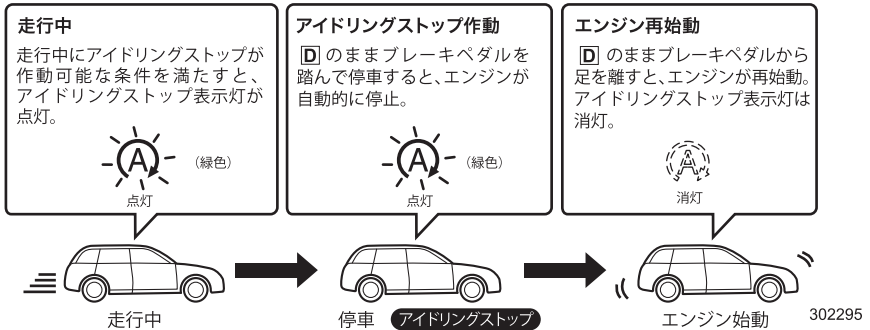 走行中
走行中にアイドリングストップが
作動可能な条件を満たすと、
アイドリングストップ表示灯が
点灯。
A
（緑色）
点灯
アイドリングストップ作動
D のままブレーキペダルを
踏んで停車すると、エンジンが
自動的に停止。
A
（緑色）
点灯
エンジン再始動
D のままブレーキペダルから
足を離すと、エンジンが再始動。
アイドリングストップ表示灯は
消灯。
A
消灯
走行中
停車 アイドリングストップ
エンジン始動
302295